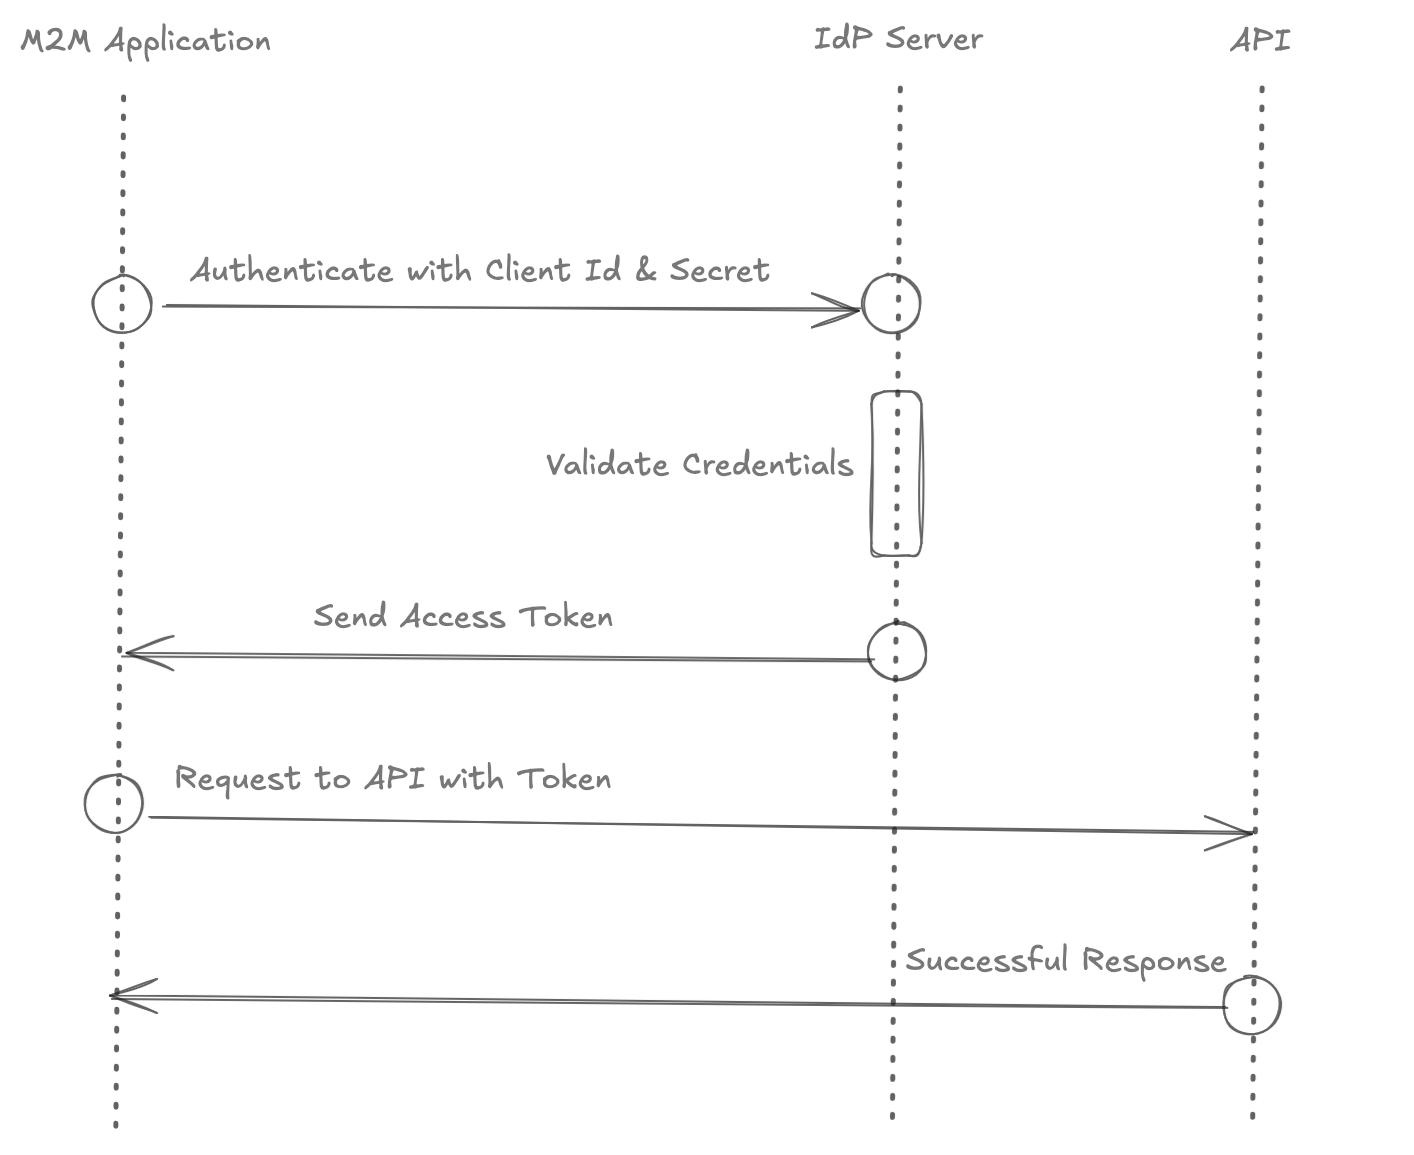 M2M Application
IdP Server
API
Authenticate with Client Id & Secret
Validate Credentials
Send Access Token
Request to API with Token
Successful Response